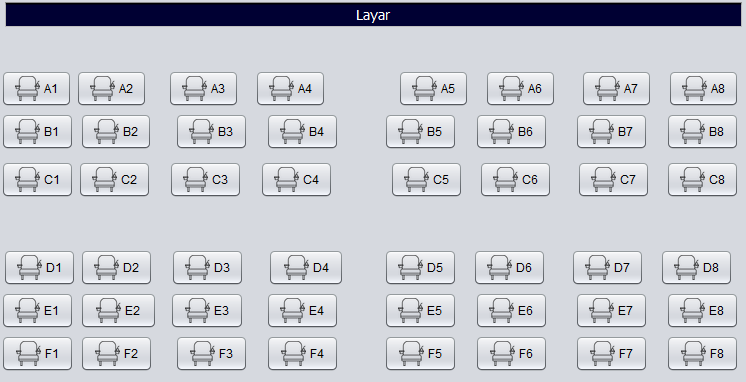 Layar
A1 A2 A3 A4 A5 A6 A7 A8
B1 B2 B3 B4 B5 B6 B7 B8
C1 C2 C3 C4 C5 C6 C7 C8
D1 D2 D3 D4 D5 D6 D7 D8
E1 E2 E3 E4 E5 E6 E7 E8
F1 F2 F3 F4 F5 F6 F7 F8